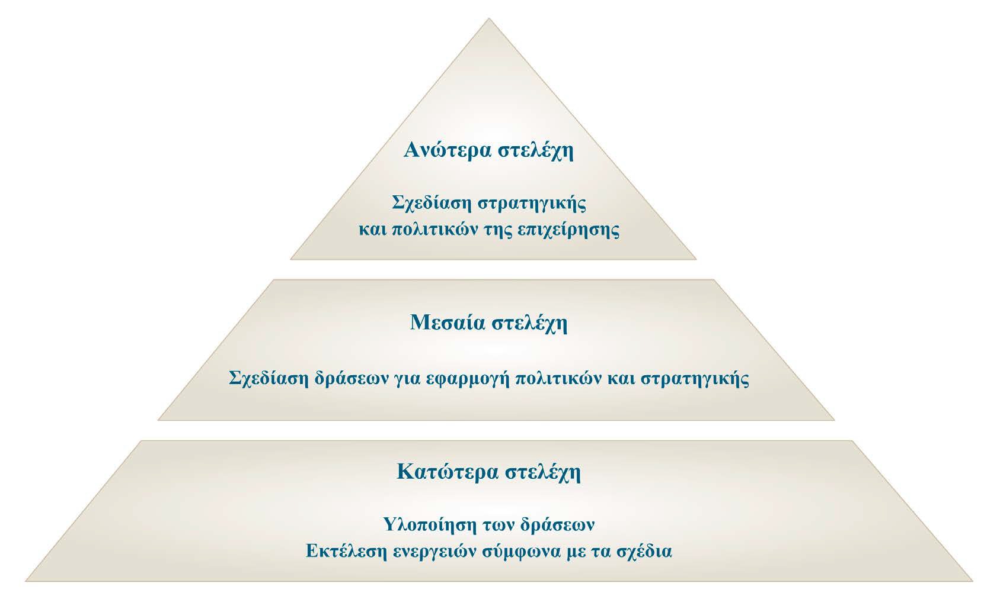 Ανώτερα στελέχη
Σχεδίαση στρατηγικής
και πολιτικών της επιχείρησης
Μεσαία στελέχη
Σχεδίαση δράσεων για εφαρμογή πολιτικών και στρατηγικής
Κατώτερα στελέχη
Υλοποίηση των δράσεων
Εκτέλεση ενεργειών σύμφωνα με τα σχέδια